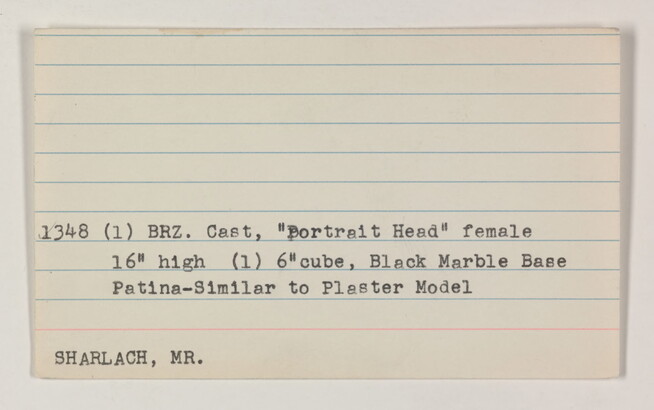 1348 (1) BRZ. Cast, "Portrait Head" female
16" high (1) 6"cube, Black Marble Base
Patina-Similar to Plaster Model
SHARLACH, MR.